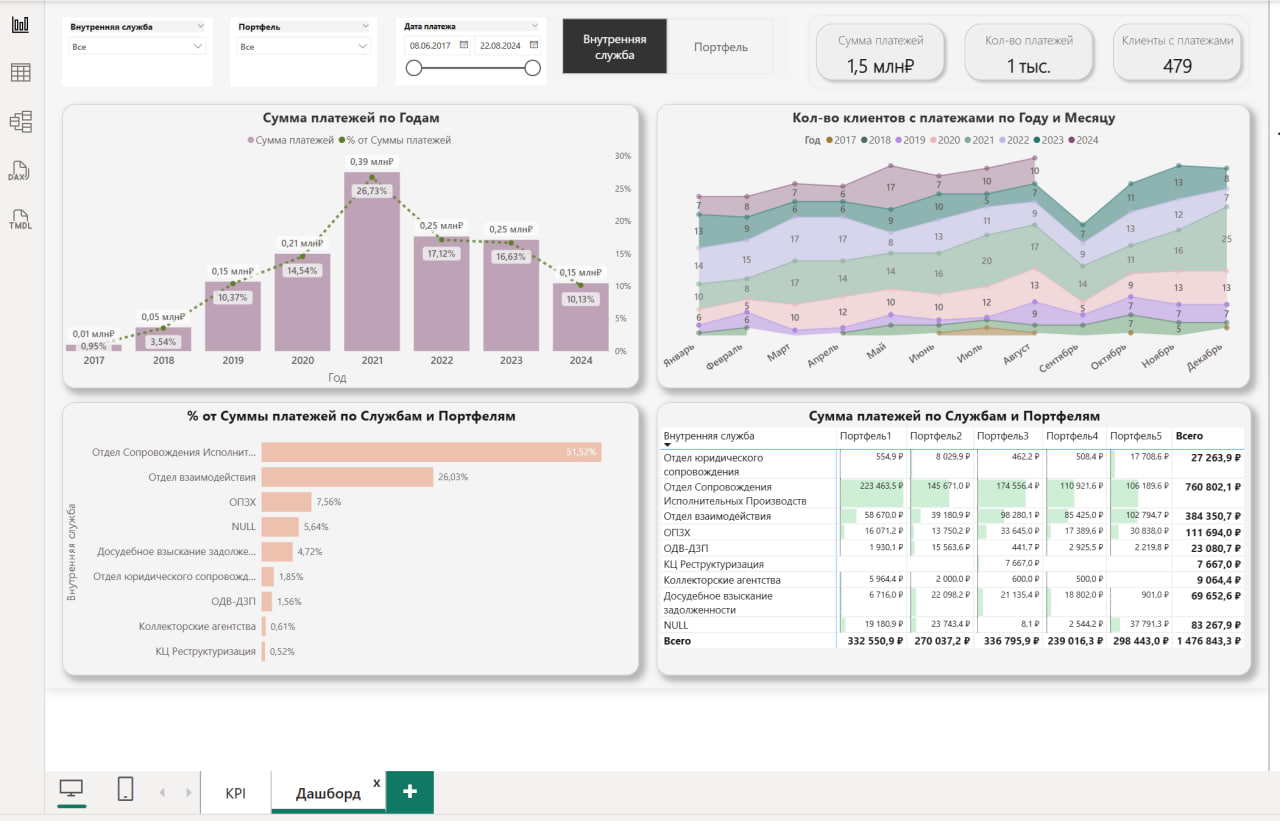 Внутренняя служба
Все
Портфель
Все
Дата платежа
08.06.2017 22.08.2024
Внутренняя служба
Портфель
Сумма платежей
1,5 млн₽
Кол-во платежей
1 тыс.
Клиенты с платежами
479
DAX
TMDL
Сумма платежей по Годам
Сумма платежей % от Суммы платежей
0,01 млн₽ 0,05 млн₽ 0,15 млн₽ 0,21 млн₽ 0,39 млн₽ 0,25 млн₽ 0,25 млн₽ 0,15 млн₽
0,95% 3,54% 10,37% 14,54% 26,73% 17,12% 16,63% 10,13%
30%
25%
20%
15%
10%
5%
0%
2017 2018 2019 2020 2021 2022 2023 2024
Год
Кол-во клиентов с платежами по Году и Месяцу
Год 2017 2018 2019 2020 2021 2022 2023 2024
7 8 7 6 17 7 10 10
13 9 6 6 9 10 5 7 7 11 13 8
14 15 17 17 8 13 11 9 9 13 12 7
10 8 17 14 14 16 20 17 14 11 16 25
6 5 10 12 10 10 12 13 5 9 13 13
6 9 7 7 7
7 5
Январь Февраль Март Апрель Май Июнь Июль Август Сентябрь Октябрь Ноябрь Декабрь
% от Суммы платежей по Службам и Портфелям
Внутренняя служба
Отдел Сопровождения Исполнит... 51,52%
Отдел взаимодействия 26,03%
ОПЗХ 7,56%
NULL 5,64%
Досудебное взыскание задолже... 4,72%
Отдел юридического сопровожд... 1,85%
ОДВ-ДЗП 1,56%
Коллекторские агентства 0,61%
КЦ Реструктуризация 0,52%
Сумма платежей по Службам и Портфелям
Внутренняя служба Портфель1 Портфель2 Портфель3 Портфель4 Портфель5 Всего
Отдел юридического сопровождения 554,9 ₽ 8 029,9 ₽ 462,2 ₽ 508,4 ₽ 17 708,6 ₽ 27 263,9 ₽
Отдел Сопровождения Исполнительных Производств 223 463,5 ₽ 145 671,0 ₽ 174 556,4 ₽ 110 921,6 ₽ 106 189,6 ₽ 760 802,1 ₽
Отдел взаимодействия 58 670,0 ₽ 39 180,9 ₽ 98 280,1 ₽ 85 425,0 ₽ 102 794,7 ₽ 384 350,7 ₽
ОПЗХ 16 071,2 ₽ 13 750,2 ₽ 33 645,0 ₽ 17 389,6 ₽ 30 838,0 ₽ 111 694,0 ₽
ОДВ-ДЗП 1 930,1 ₽ 15 563,6 ₽ 441,7 ₽ 2 925,5 ₽ 2 219,8 ₽ 23 080,7 ₽
КЦ Реструктуризация 7 667,0 ₽ 7 667,0 ₽
Коллекторские агентства 5 964,4 ₽ 2 000,0 ₽ 600,0 ₽ 500,0 ₽ 9 064,4 ₽
Досудебное взыскание задолженности 6 716,0 ₽ 22 098,2 ₽ 21 135,4 ₽ 18 802,0 ₽ 901,0 ₽ 69 652,6 ₽
NULL 19 180,9 ₽ 23 743,4 ₽ 8,1 ₽ 2 544,2 ₽ 37 791,3 ₽ 83 267,9 ₽
Всего 332 550,9 ₽ 270 037,2 ₽ 336 795,9 ₽ 239 016,3 ₽ 298 443,0 ₽ 1 476 843,3 ₽
KPI
Дашборд x
+